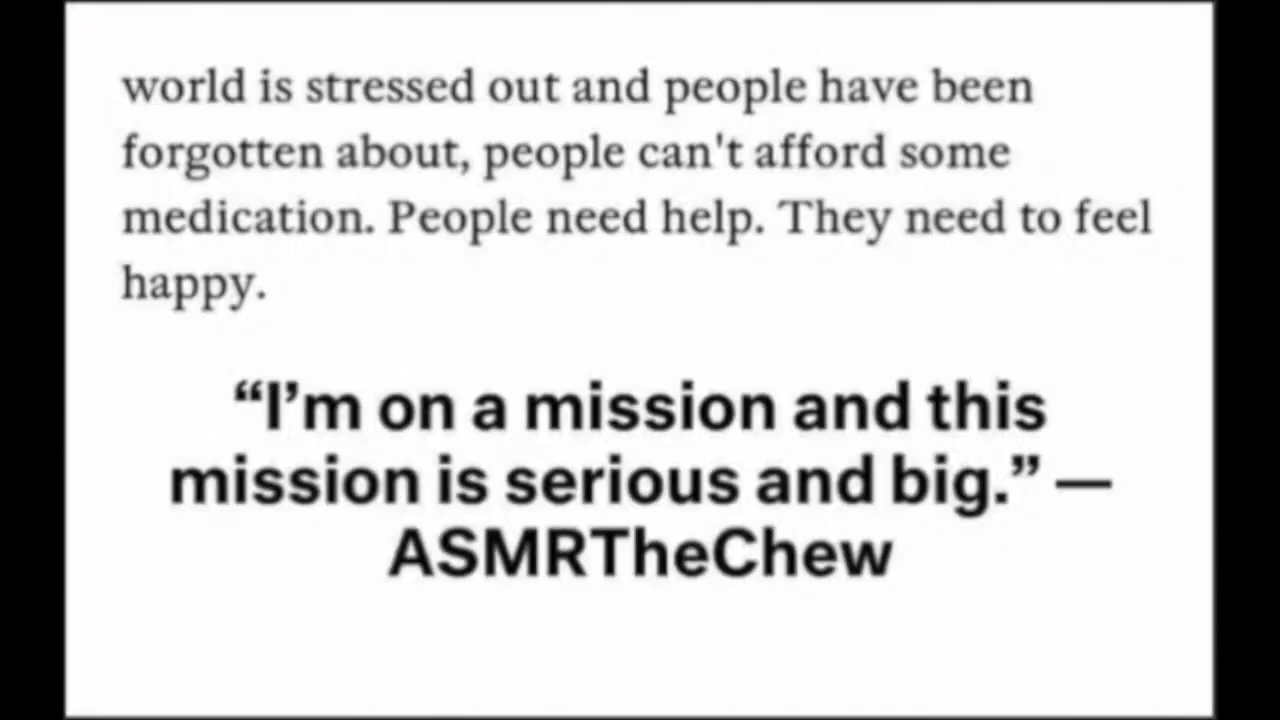 world is stressed out and people have been
forgotten about, people can't afford some
medication. People need help. They need to feel
happy.
“I’m on a mission and this
mission is serious and big.” —
ASMRTheChew